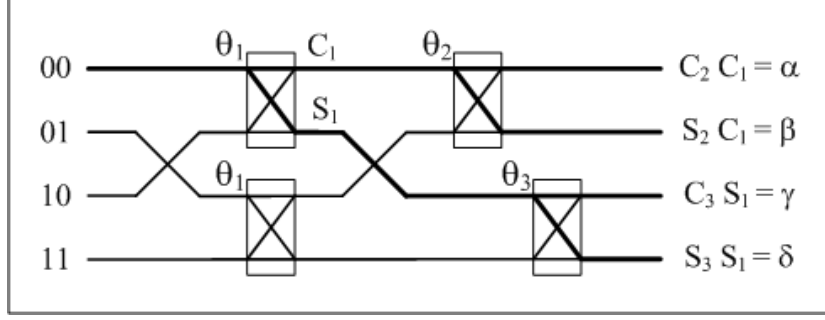 θ₁ C₁ θ₂
00 C₂ C₁ = α
S₁
01 S₂ C₁ = β
θ₁ θ₃
10 C₃ S₁ = γ
11 S₃ S₁ = δ